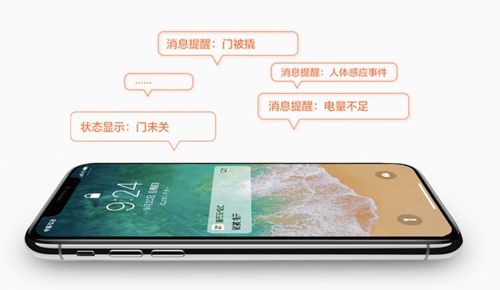 消息提醒：门被撬
消息提醒：人体感应事件
......
消息提醒：电量不足
状态显示：门未关
9:24